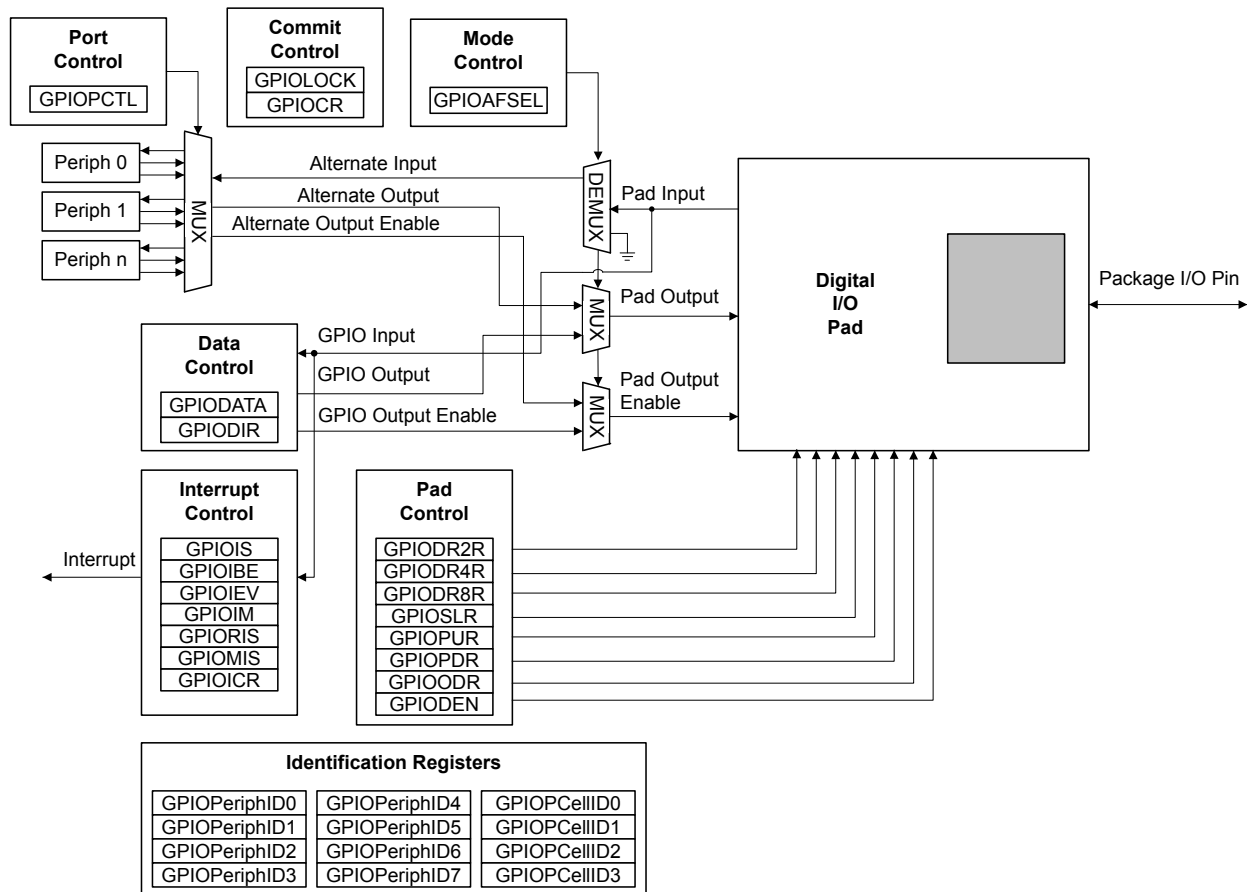 Port
Control
GPIOPCTL
Commit
Control
GPIOLOCK
GPIOCR
Mode
Control
GPIOAFSEL
Periph 0
Periph 1
Periph n
MUX
Alternate Input
Alternate Output
Alternate Output Enable
DEMUX
Pad Input
MUX
Pad Output
MUX
Pad Output
Enable
Digital
I/O
Pad
Package I/O Pin
Data
Control
GPIODATA
GPIODIR
GPIO Input
GPIO Output
GPIO Output Enable
Interrupt
Control
GPIOIS
GPIOIBE
GPIOIEV
GPIOIM
GPIORIS
GPIOMIS
GPIOICR
Interrupt
Pad
Control
GPIODR2R
GPIODR4R
GPIODR8R
GPIOSLR
GPIOPUR
GPIOPDR
GPIOODR
GPIODEN
Identification Registers
GPIOPeriphID0
GPIOPeriphID1
GPIOPeriphID2
GPIOPeriphID3
GPIOPeriphID4
GPIOPeriphID5
GPIOPeriphID6
GPIOPeriphID7
GPIOPCellID0
GPIOPCellID1
GPIOPCellID2
GPIOPCellID3